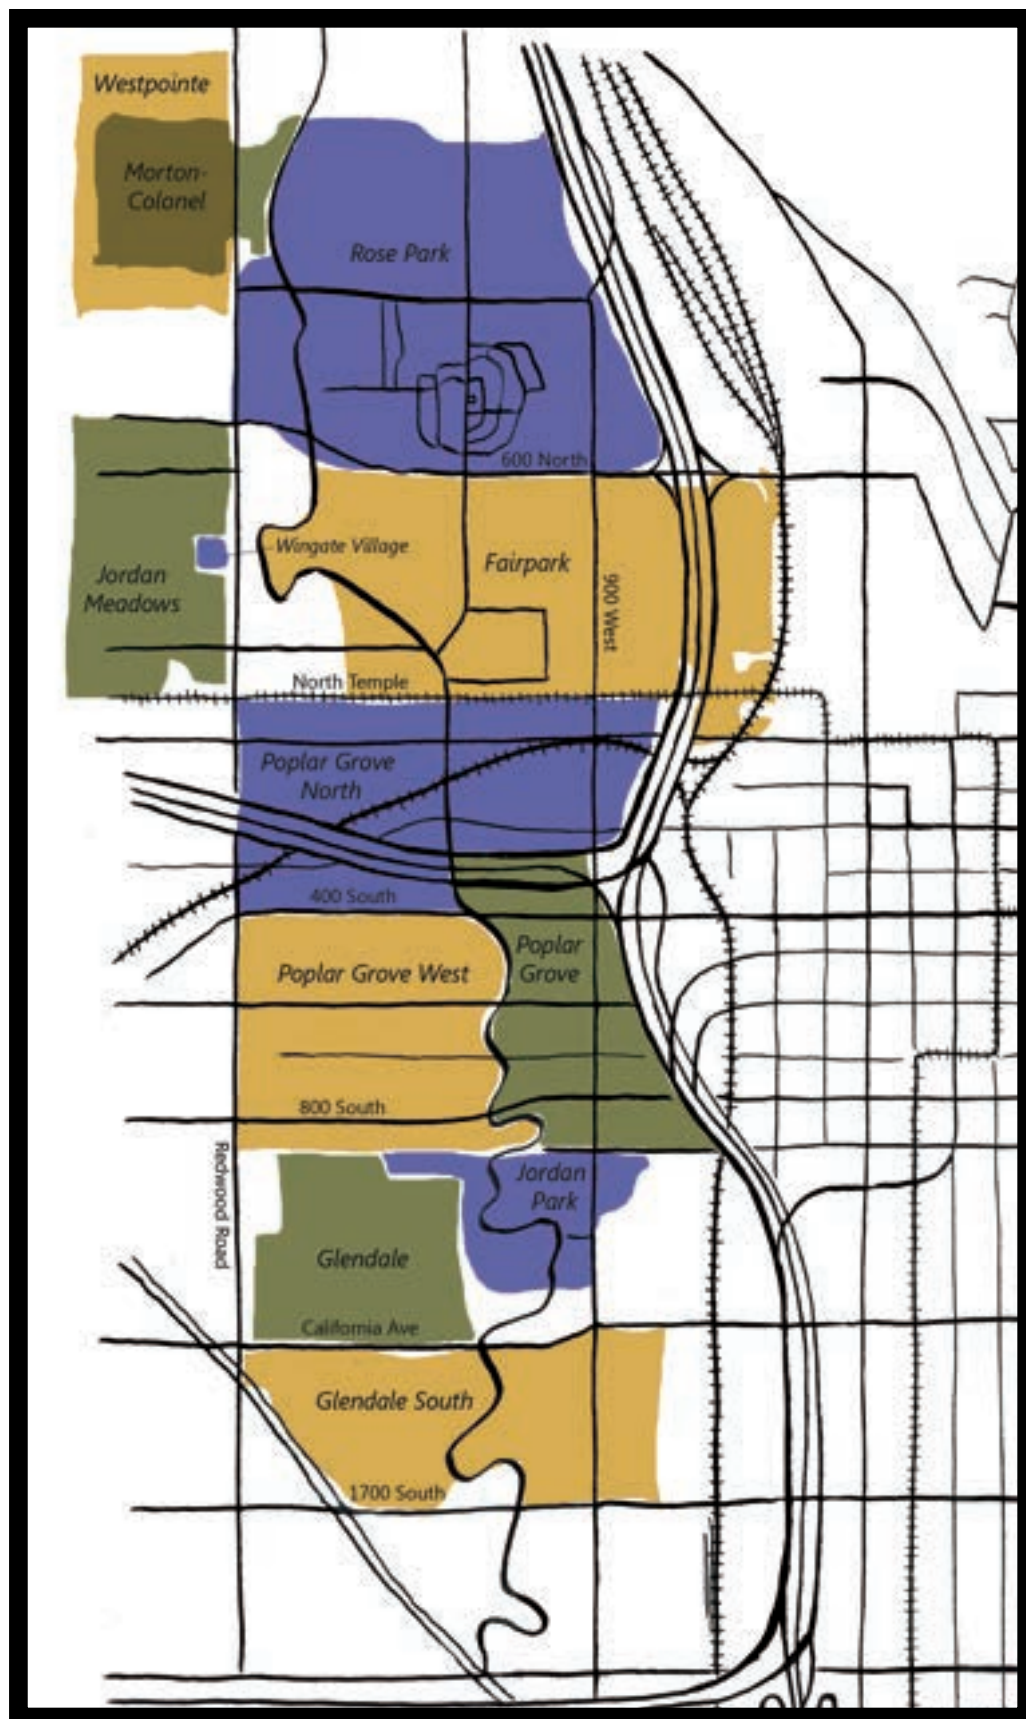 Westpointe
Morton-
Colanel
Rose Park
600 North
Wingate Village
Fairpark
Jordan
Meadows
900 West
North Temple
Poplar Grove
North
400 South
Poplar Grove West
Poplar
Grove
800 South
Redwood Road
Jordan
Park
Glendale
California Ave
Glendale South
1700 South